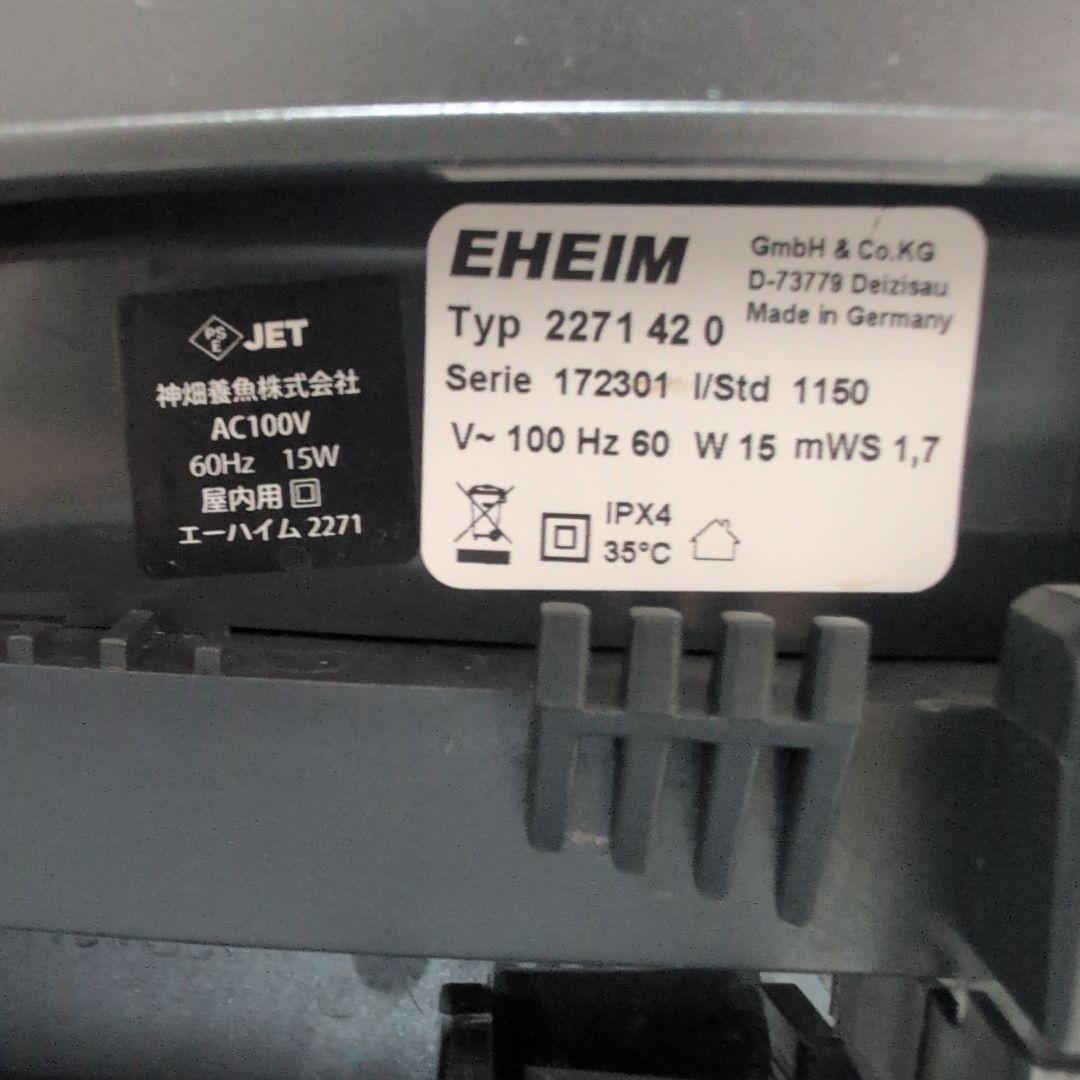 PS
E
JET
神畑養魚株式会社
AC100V
60Hz 15W
屋内用
エーハイム 2271
EHEIM
GmbH & Co.KG
D-73779 Deizisau
Made in Germany
Typ 2271 42 0
Serie 172301 l/Std 1150
V~ 100 Hz 60 W 15 mWS 1,7
IPX4
35°C